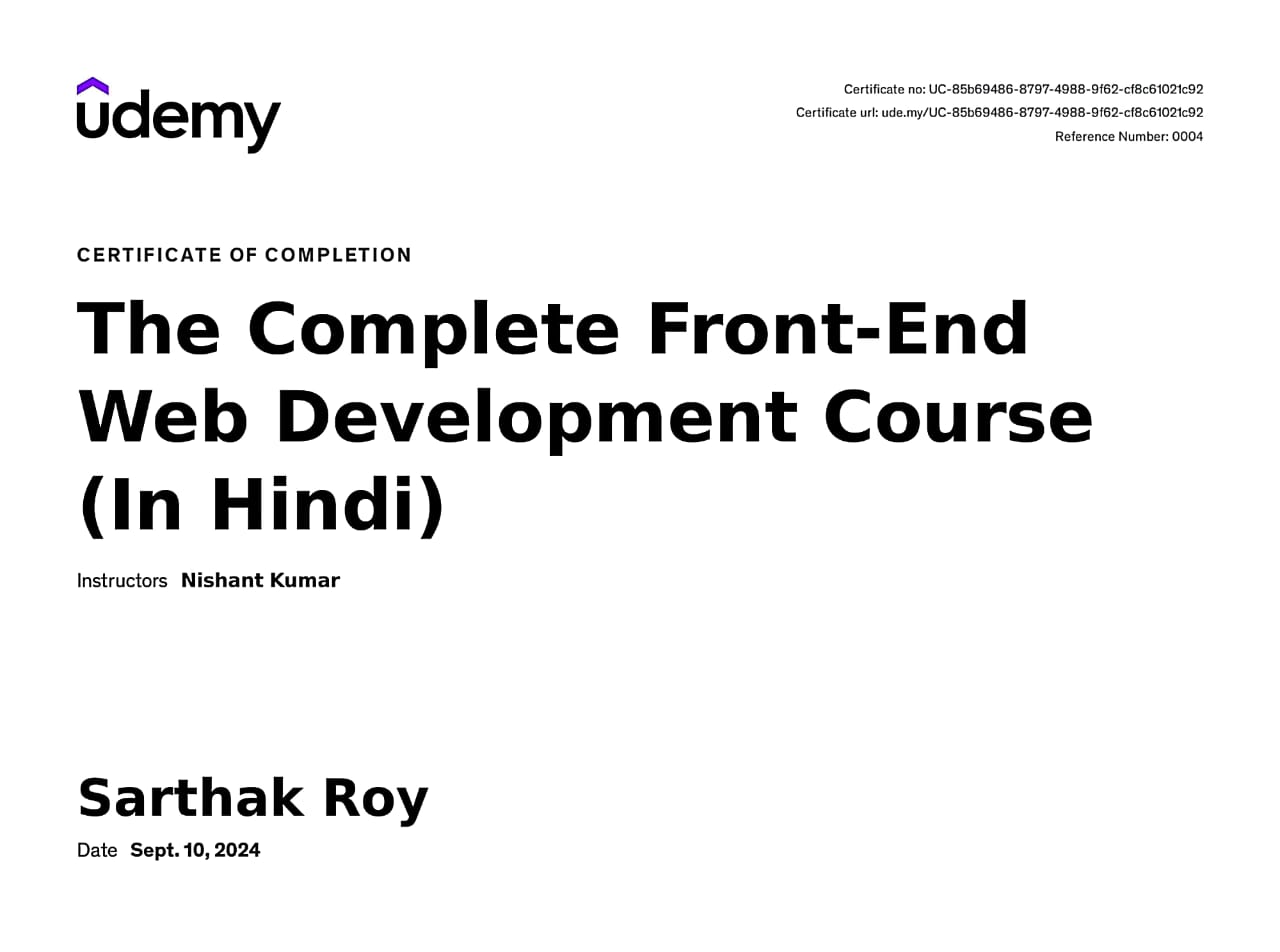 udemy
Certificate no: UC-85b69486-8797-4988-9f62-cf8c61021c92
Certificate url: ude.my/UC-85b69486-8797-4988-9f62-cf8c61021c92
Reference Number: 0004
CERTIFICATE OF COMPLETION
The Complete Front-End
Web Development Course
(In Hindi)
Instructors Nishant Kumar
Sarthak Roy
Date Sept. 10, 2024